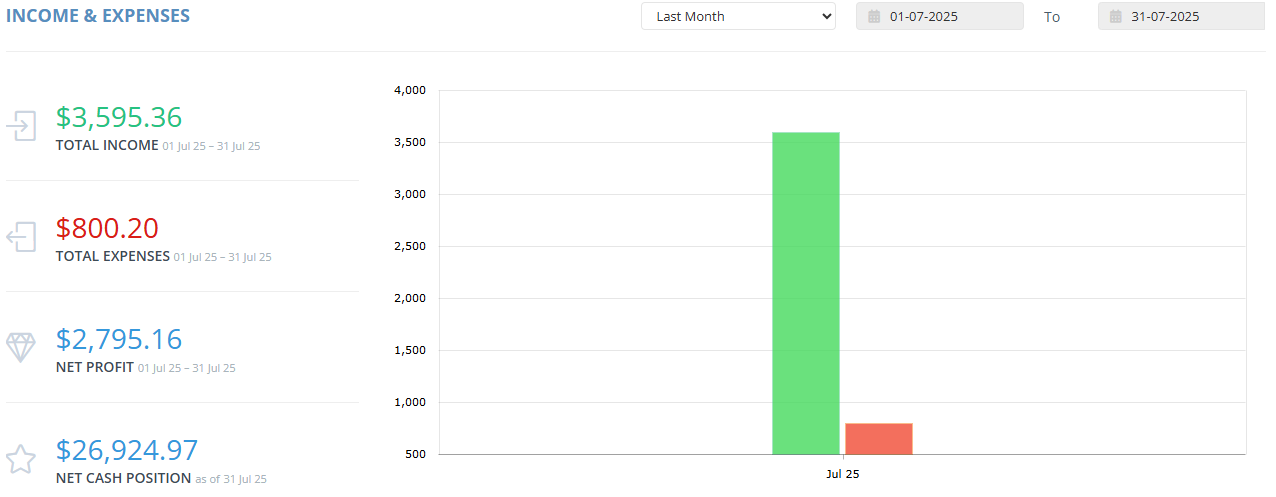 INCOME & EXPENSES
Last Month
01-07-2025
To
31-07-2025
$3,595.36
TOTAL INCOME 01 Jul 25 – 31 Jul 25
$800.20
TOTAL EXPENSES 01 Jul 25 – 31 Jul 25
$2,795.16
NET PROFIT 01 Jul 25 – 31 Jul 25
$26,924.97
NET CASH POSITION as of 31 Jul 25
4,000
3,500
3,000
2,500
2,000
1,500
1,000
500
Jul 25